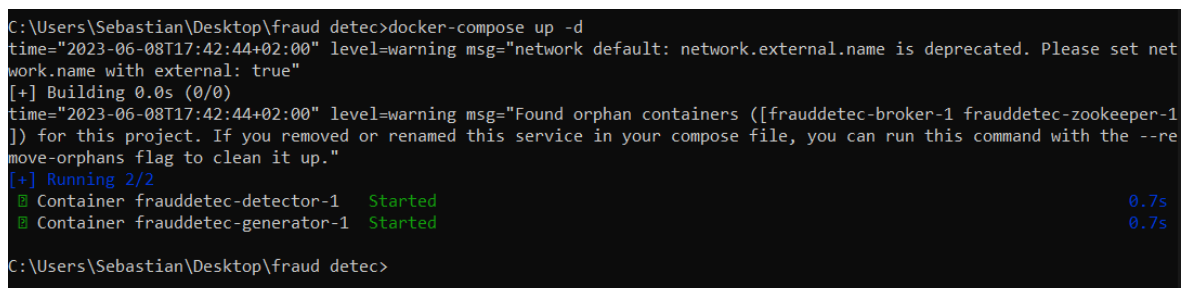 C:\Users\Sebastian\Desktop\fraud detec>docker-compose up -d
time="2023-06-08T17:42:44+02:00" level=warning msg="network default: network.external.name is deprecated. Please set net
work.name with external: true"
[+] Building 0.0s (0/0)
time="2023-06-08T17:42:44+02:00" level=warning msg="Found orphan containers ([frauddetec-broker-1 frauddetec-zookeeper-1
]) for this project. If you removed or renamed this service in your compose file, you can run this command with the --re
move-orphans flag to clean it up."
[+] Running 2/2
⍰ Container frauddetec-detector-1   Started 0.7s
⍰ Container frauddetec-generator-1  Started 0.7s
C:\Users\Sebastian\Desktop\fraud detec>